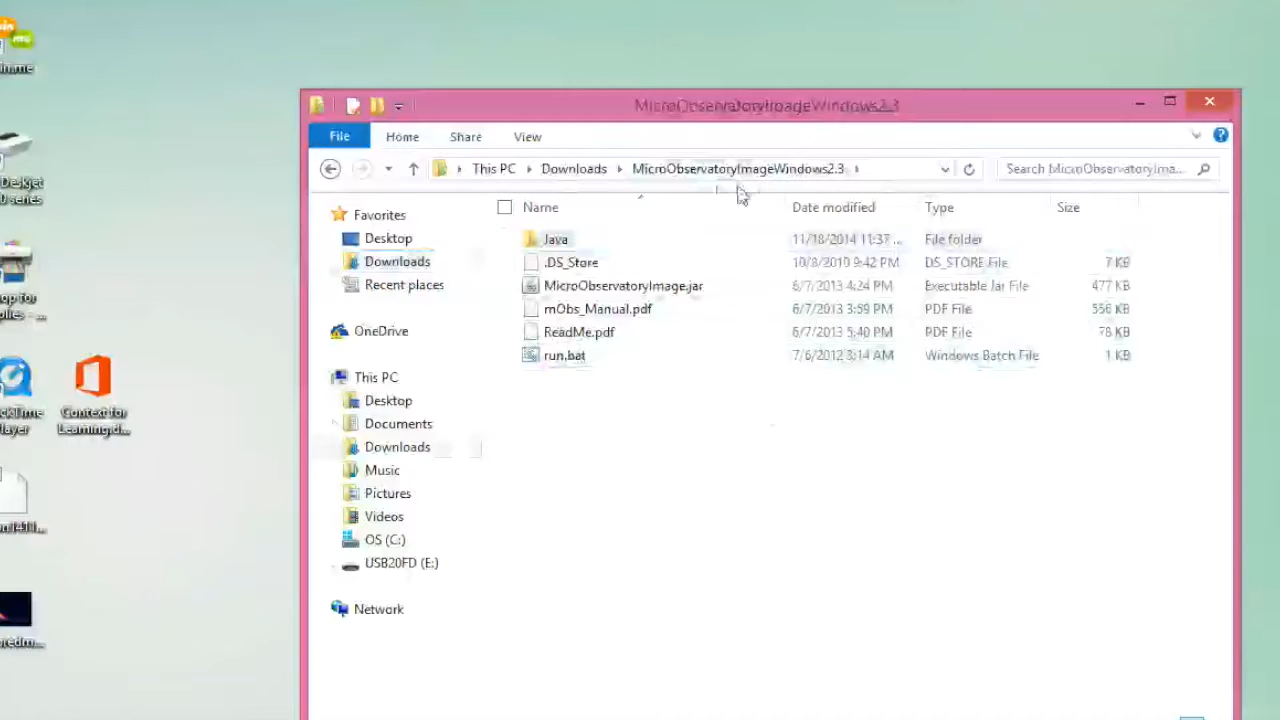 MicroObservatoryImageWindows2.3
File Home Share View
This PC Downloads MicroObservatoryImageWindows2.3 Search MicroObservatoryIma...
Name Date modified Type Size
Java 11/18/2014 11:37 ... File folder
.DS_Store 10/8/2010 9:42 PM DS_STORE File 7 KB
MicroObservatoryImage.jar 6/7/2013 4:24 PM Executable Jar File 477 KB
mObs_Manual.pdf 6/7/2013 3:59 PM PDF File 556 KB
ReadMe.pdf 6/7/2013 5:40 PM PDF File 78 KB
run.bat 7/6/2012 3:14 AM Windows Batch File 1 KB
Favorites
Desktop
Downloads
Recent places
OneDrive
This PC
Desktop
Documents
Downloads
Music
Pictures
Videos
OS (C:)
USB20FD (E:)
Network
Context for
Learning.d...